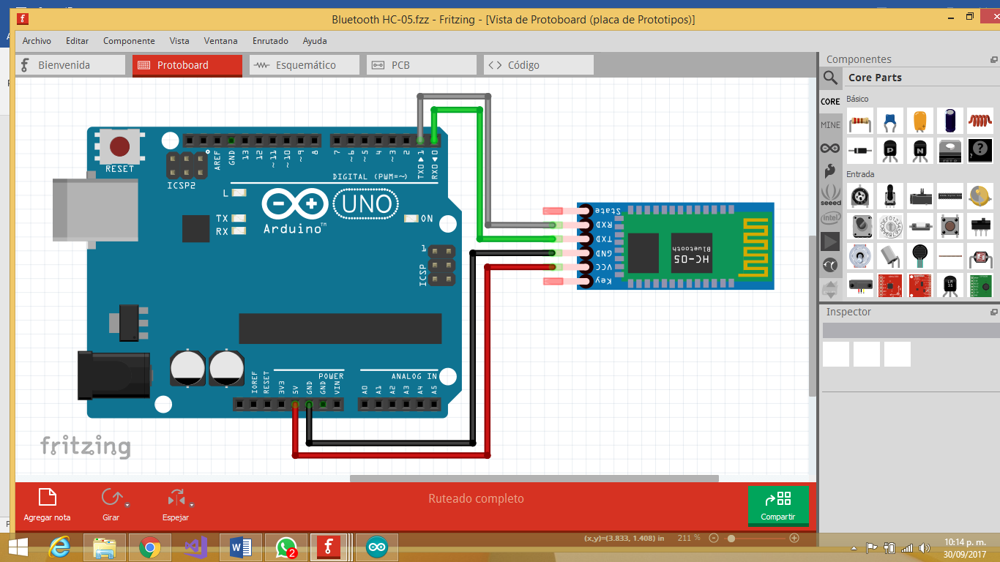 Bluetooth HC-05.fzz - Fritzing - [Vista de Protoboard (placa de Prototipos)]
Archivo Editar Componente Vista Ventana Enrutado Ayuda
Bienvenida Protoboard Esquemático PCB Código
Componentes
Core Parts
CORE
MINE
seeed
intel
Básico
Entrada
Inspector
RESET
ICSP2
AREF
GND
13
12
~11
~10
~9
8
7
~6
~5
4
~3
2
TXD ▶ 1
RXD ◀ 0
DIGITAL (PWM=~)
L
TX
RX
Arduino™
UNO
ON
1
ICSP
State
RXD
TXD
GND
VCC
Key
HC-05
Bluetooth
POWER
ANALOG IN
IOREF
RESET
3V3
5V
GND
GND
VIN
A0
A1
A2
A3
A4
A5
fritzing
Agregar nota
Girar
Espejar
Ruteado completo
Compartir
(x,y)=(3.833, 1.408) in 211 %
2
10:14 p. m.
30/09/2017